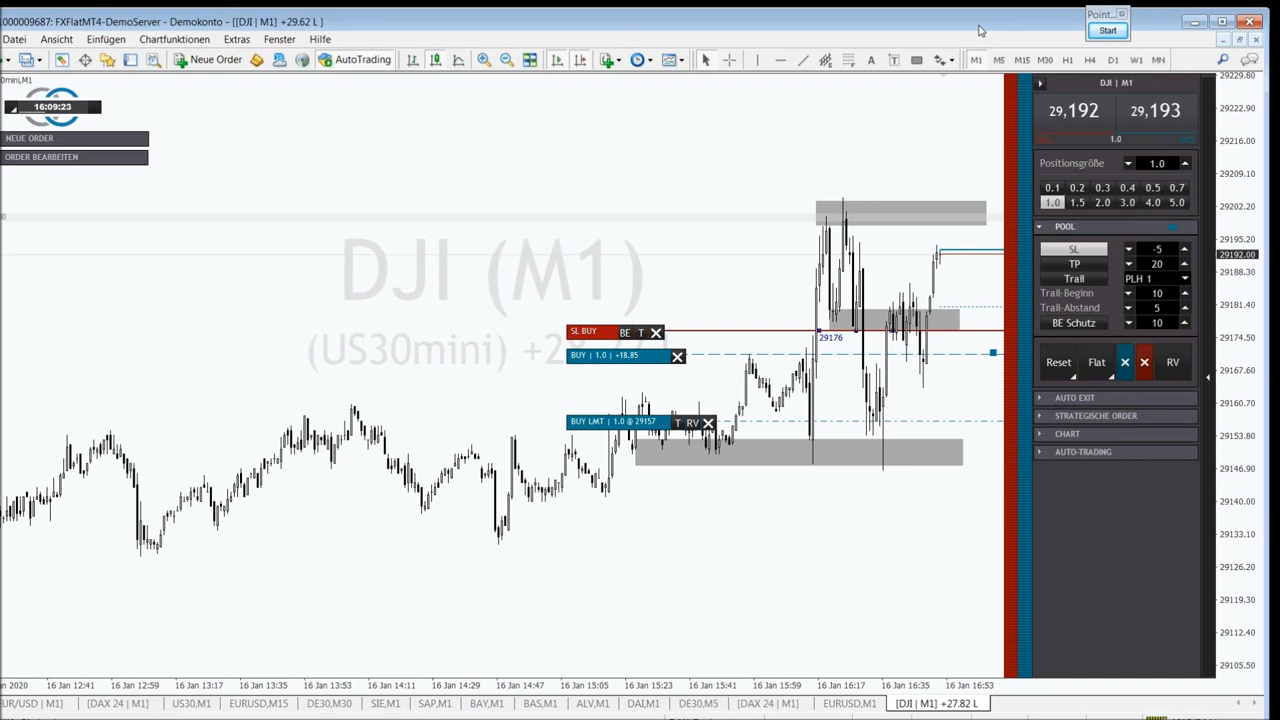 1000009687: FXFlatMT4-DemoServer - Demokonto - [[DJI | M1] +29.62 L ]
Point...
Start
Datei Ansicht Einfügen Chartfunktionen Extras Fenster Hilfe
Neue Order AutoTrading A T M1 M5 M15 M30 H1 H4 D1 W1 MN
0mini,M1
16:09:23
NEUE ORDER
ORDER BEARBEITEN
DJI (M1)
SL BUY BE T
29176
BUY | 1.0 | +18.85
BUY LMT | 1.0 @ 29157 T RV
DJI | M1
29,192 29,193
1.0
Positionsgröße 1.0
0.1 0.2 0.3 0.4 0.5 0.7
1.0 1.5 2.0 3.0 4.0 5.0
POOL
SL -5
TP 20
Trail PLH 1
Trail-Beginn 10
Trail-Abstand 5
BE Schutz 10
Reset Flat RV
AUTO EXIT
STRATEGISCHE ORDER
CHART
AUTO-TRADING
29229.80
29222.90
29216.00
29209.10
29202.20
29195.20
29192.00
29188.30
29181.40
29174.50
29167.60
29160.70
29153.80
29146.90
29140.00
29133.10
29126.20
29119.30
29112.40
29105.50
an 2020 16 Jan 12:41 16 Jan 12:59 16 Jan 13:17 16 Jan 13:35 16 Jan 13:53 16 Jan 14:11 16 Jan 14:29 16 Jan 14:47 16 Jan 15:05 16 Jan 15:23 16 Jan 15:41 16 Jan 15:59 16 Jan 16:17 16 Jan 16:35 16 Jan 16:53
UR/USD | M1] [DAX 24 | M1] US30,M1 EURUSD,M15 DE30,M30 SIE,M1 SAP,M1 BAY,M1 BAS,M1 ALV,M1 DAI,M1 DE30,M5 [DAX 24 | M1] EURUSD,M1 [DJI | M1] +27.82 L